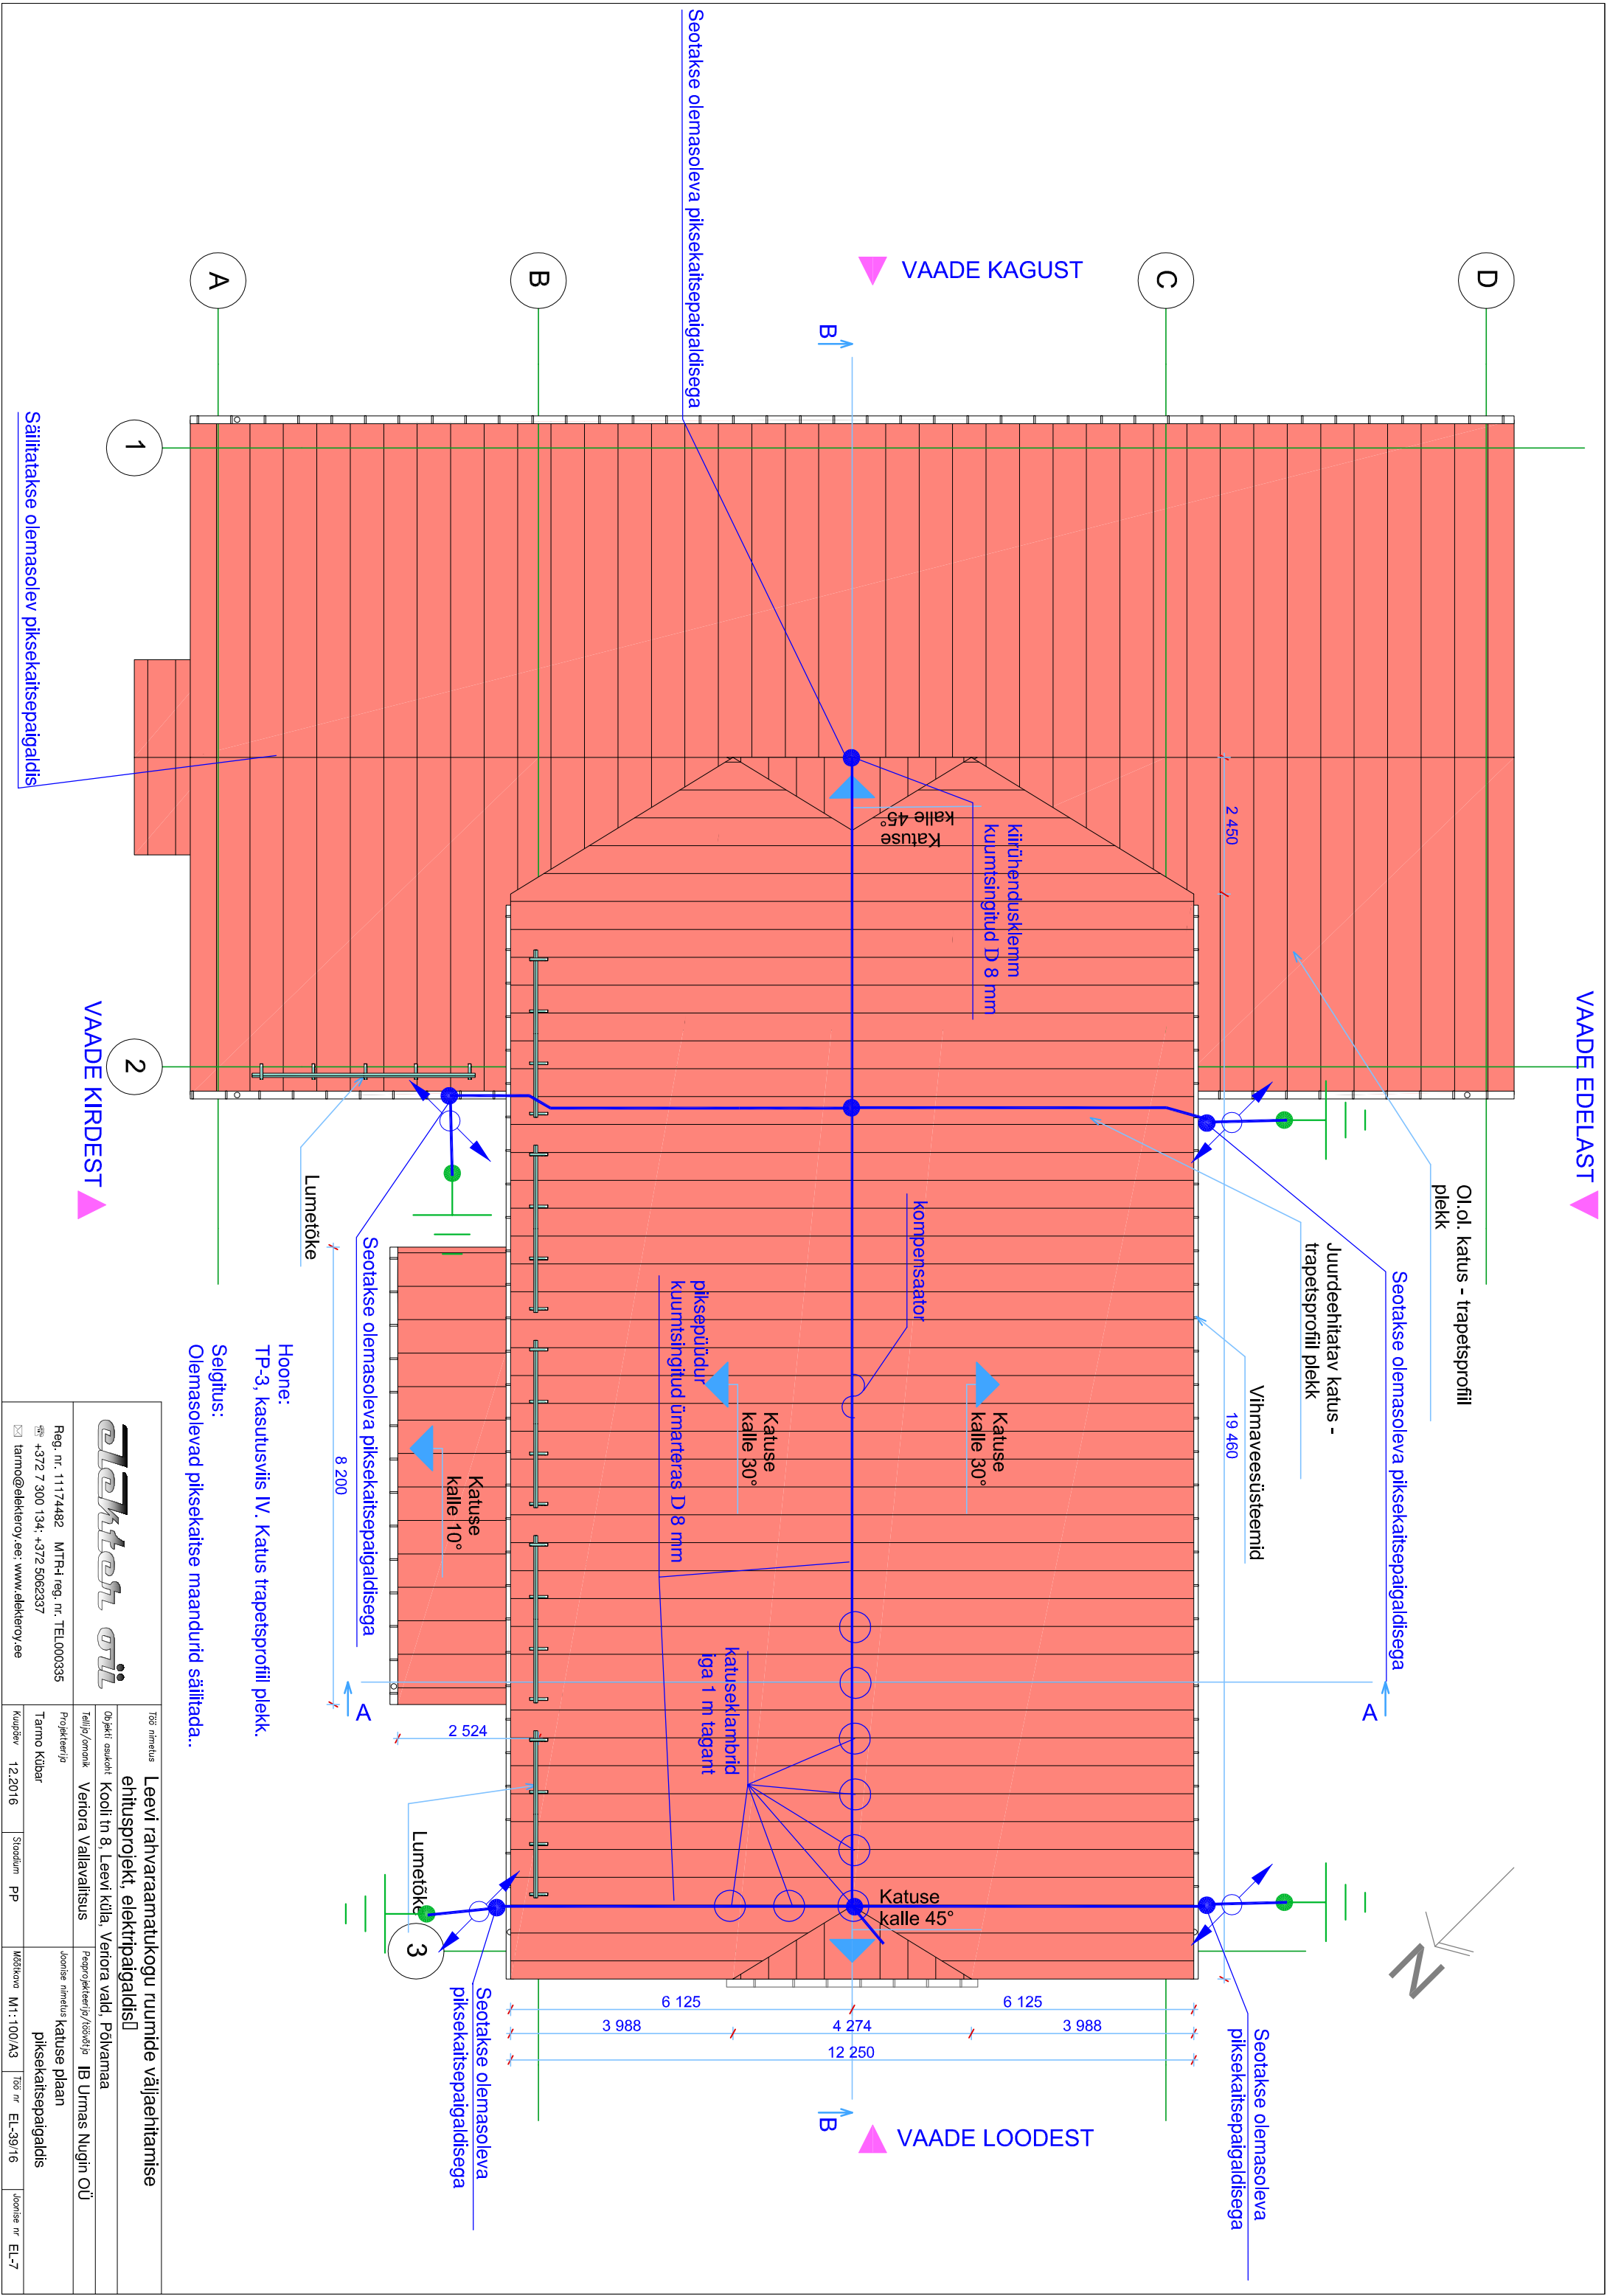 Seotakse olemasoleva piksekaitsepaigaldisega
VAADE KAGUST
A
B
C
D
B
1
2
3
Säilitatakse olemasolev piksekaitsepaigaldis
VAADE KIRDEST
VAADE EDELAST
Katuse
kalle 45°
kiirühendusklemm
kuumtsingitud D 8 mm
2 450
19 460
Ol.ol. katus - trapetsprofiil
plekk
Juurdeehitatav katus -
trapetsprofiil plekk
Seotakse olemasoleva piksekaitsepaigaldisega
Vihmaveesüsteemid
Lumetõke
Seotakse olemasoleva piksekaitsepaigaldisega
8 200
kompensaator
piksepüüdur
kuumtsingitud ümarteras D 8 mm
Katuse
kalle 30°
Katuse
kalle 30°
Katuse
kalle 10°
katuseklambrid
iga 1 m tagant
A
A
2 524
Lumetõke
Katuse
kalle 45°
6 125
6 125
3 988
4 274
3 988
12 250
Seotakse olemasoleva
piksekaitsepaigaldisega
Seotakse olemasoleva
piksekaitsepaigaldisega
B
VAADE LOODEST
N
Hoone:
TP-3, kasutusviis IV. Katus trapetsprofiil plekk.
Selgitus:
Olemasolevad piksekaitse maandurid säilitada..
elekter oü
Reg. nr. 11174482 MTR-i reg. nr. TEL000335
☏ +372 7 300 134; +372 5062337
✉ tarmo@elekteroy.ee; www.elekteroy.ee
Töö nimetus
Leevi rahvaraamatukogu ruumide väljaehitamise
ehitusprojekt, elektripaigaldis
Objekti asukoht Kooli tn 8, Leevi küla, Veriora vald, Põlvamaa
Tellija/omanik Veriora Vallavalitsus
Peaprojekteerija/töövõtja IB Urmas Nugin OÜ
Projekteerija
Tarmo Kübar
Joonise nimetus katuse plaan
piksekaitsepaigaldis
Kuupäev 12.2016
Staadium PP
Mõõtkava M1:100/A3
Töö nr EL-39/16
Joonise nr EL-7